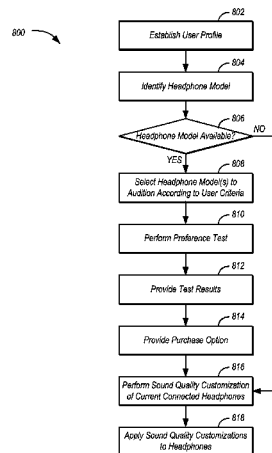 800
802
Establish User Profile
804
Identify Headphone Model
806
Headphone Model Available?
NO
YES
808
Select Headphone Model(s) to
Audition According to User Criteria
810
Perform Preference Test
812
Provide Test Results
814
Provide Purchase Option
816
Perform Sound Quality Customization
of Current Connected Headphones
818
Apply Sound Quality Customizations
to Headphones